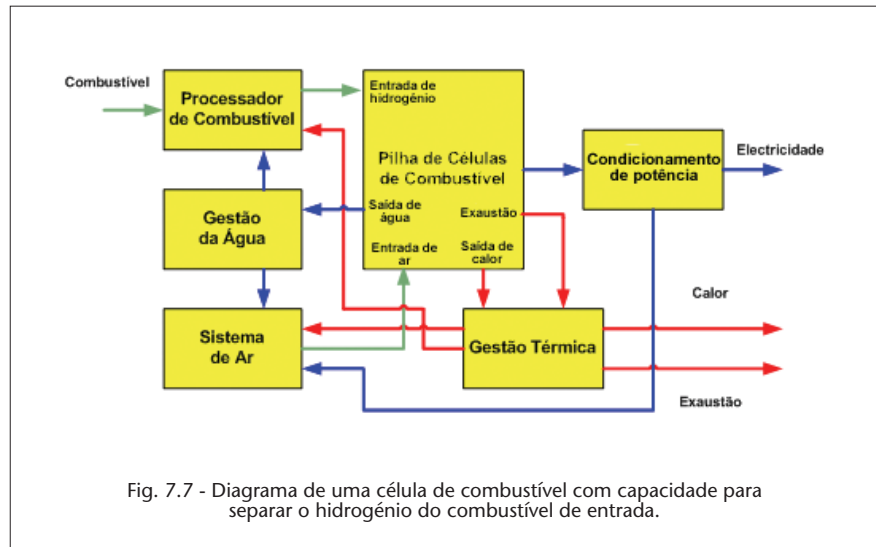 Combustível
Processador
de Combustível
Entrada de
hidrogénio
Pilha de Células
de Combustível
Condicionamento
de potência
Electricidade
Gestão
da Água
Saída de
água
Exaustão
Entrada de
ar
Saída de
calor
Sistema
de Ar
Gestão Térmica
Calor
Exaustão
Fig. 7.7 - Diagrama de uma célula de combustível com capacidade para
separar o hidrogénio do combustível de entrada.